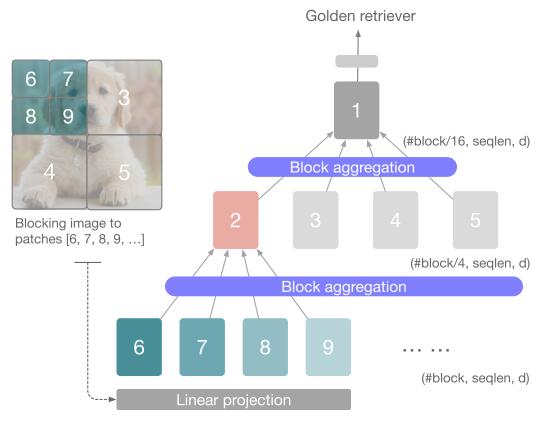 Golden retriever
6 7
3
8 9
4 5
1
(#block/16, seqlen, d)
Block aggregation
2 3 4 5
Blocking image to
patches [6, 7, 8, 9, ...]
(#block/4, seqlen, d)
Block aggregation
6 7 8 9 ... ...
(#block, seqlen, d)
Linear projection